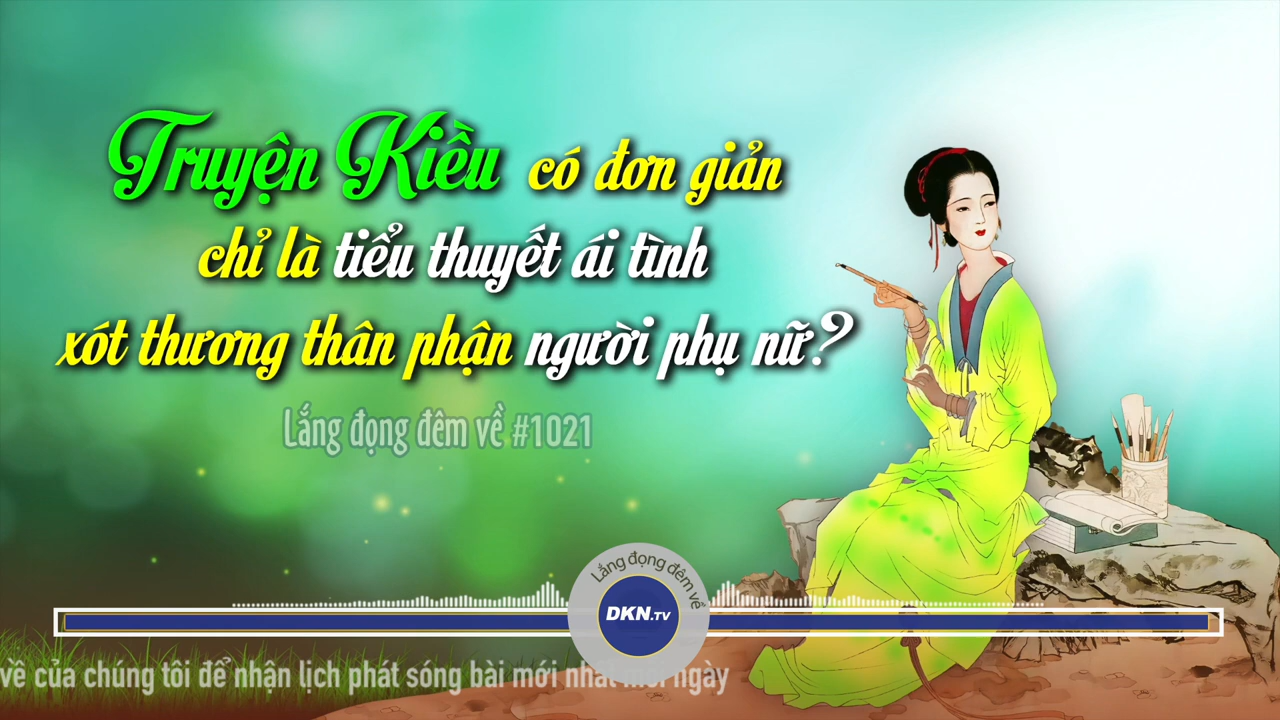 Truyện Kiều có đơn giản
chỉ là tiểu thuyết ái tình
xót thương thân phận người phụ nữ?
Lắng đọng đêm về #1021
Lắng đọng đêm về
DKN.TV
về của chúng tôi để nhận lịch phát sóng bài mới nhất mỗi ngày